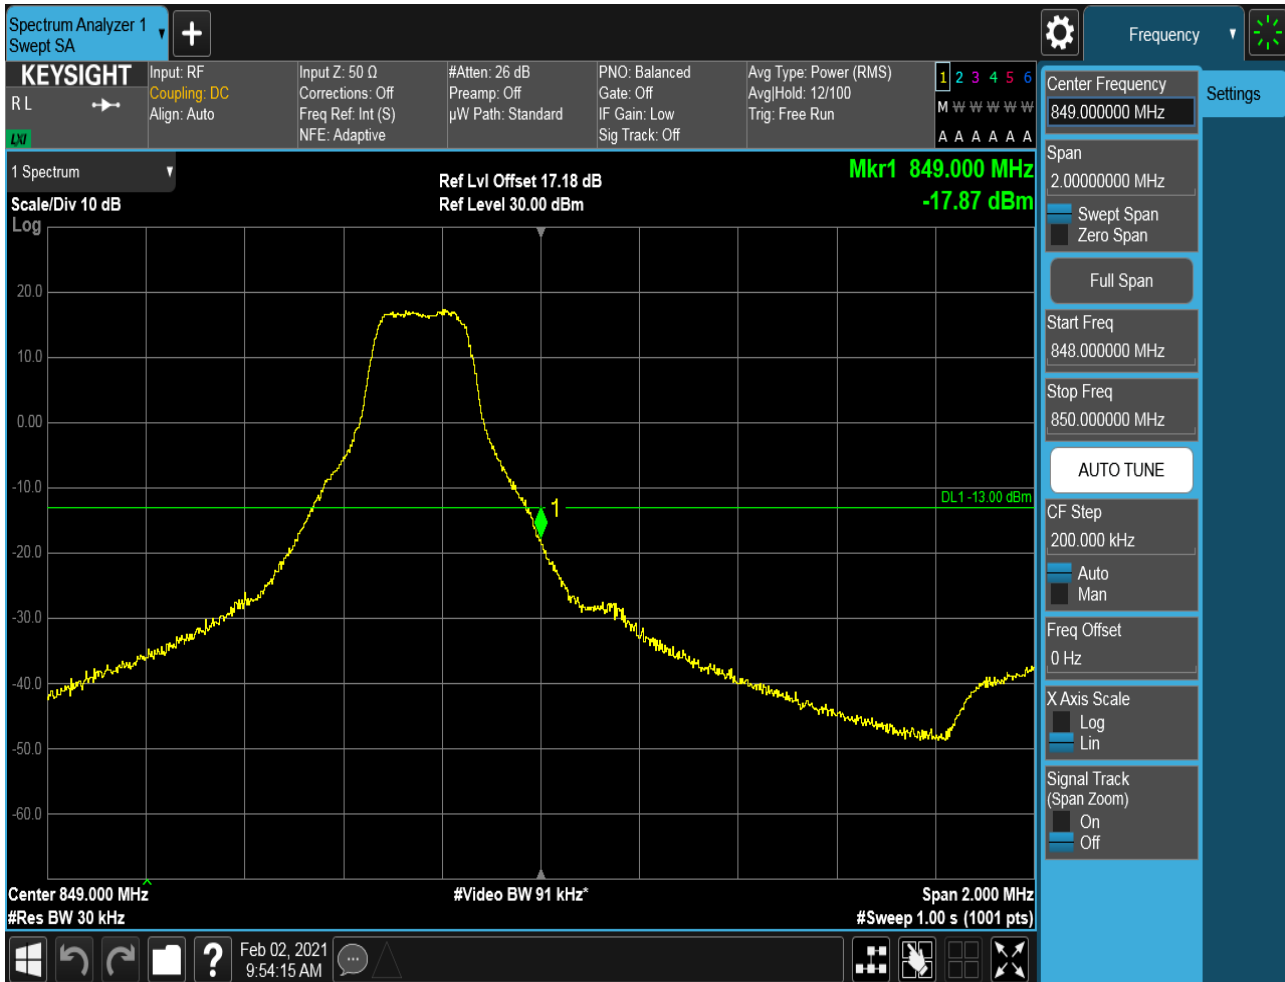 Spectrum Analyzer 1
Swept SA
+
Frequency
KEYSIGHT
R L
LXI
Input: RF
Coupling: DC
Align: Auto
Input Z: 50 Ω
Corrections: Off
Freq Ref: Int (S)
NFE: Adaptive
#Atten: 26 dB
Preamp: Off
µW Path: Standard
PNO: Balanced
Gate: Off
IF Gain: Low
Sig Track: Off
Avg Type: Power (RMS)
Avg|Hold: 12/100
Trig: Free Run
1 2 3 4 5 6
M W W W W W
A A A A A A
1 Spectrum
Scale/Div 10 dB
Log
Ref Lvl Offset 17.18 dB
Ref Level 30.00 dBm
Mkr1 849.000 MHz
-17.87 dBm
20.0
10.0
0.00
-10.0
-20.0
-30.0
-40.0
-50.0
-60.0
1
DL1 -13.00 dBm
Center 849.000 MHz
#Res BW 30 kHz
#Video BW 91 kHz*
Span 2.000 MHz
#Sweep 1.00 s (1001 pts)
Center Frequency
849.000000 MHz
Span
2.00000000 MHz
Swept Span
Zero Span
Full Span
Start Freq
848.000000 MHz
Stop Freq
850.000000 MHz
AUTO TUNE
CF Step
200.000 kHz
Auto
Man
Freq Offset
0 Hz
X Axis Scale
Log
Lin
Signal Track
(Span Zoom)
On
Off
Settings
?
Feb 02, 2021
9:54:15 AM